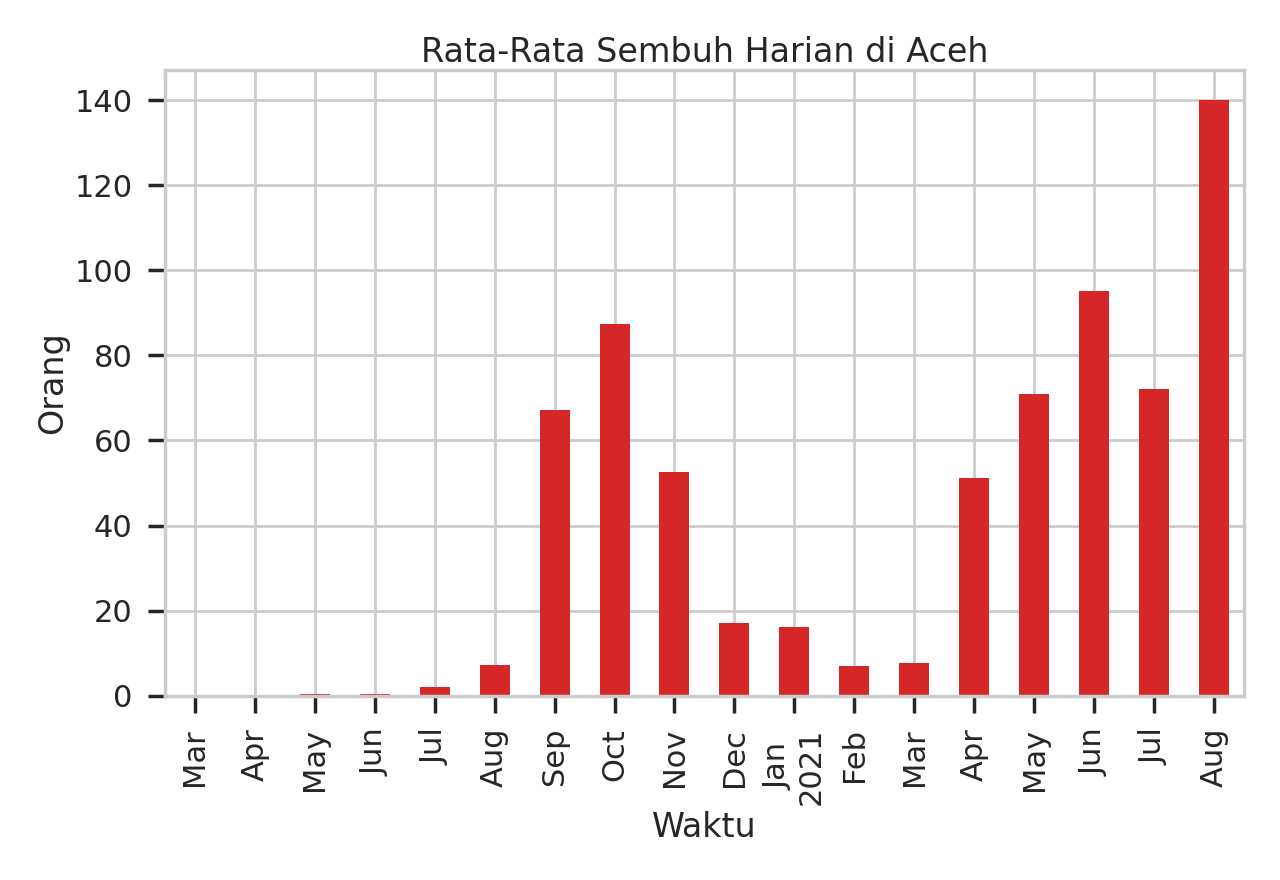 Rata-Rata Sembuh Harian di Aceh
Orang
140
120
100
80
60
40
20
0
Mar
Apr
May
Jun
Jul
Aug
Sep
Oct
Nov
Dec
Jan
2021
Feb
Mar
Apr
May
Jun
Jul
Aug
Waktu